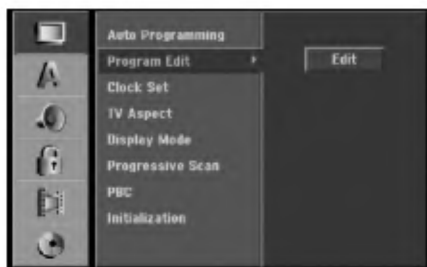 Auto Programming
Program Edit
Edit
Clock Set
TV Aspect
Display Mode
Progressive Scan
PBC
Initialization